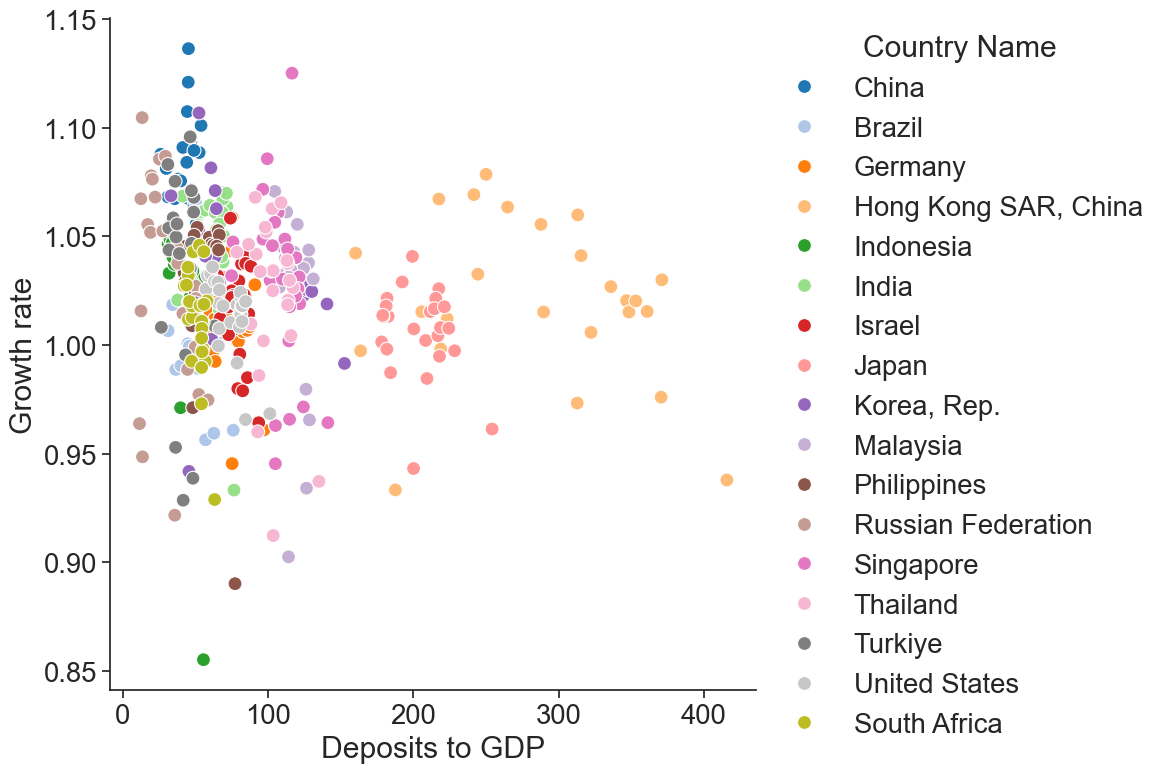 1.15
1.10
1.05
1.00
0.95
0.90
0.85
Growth rate
0
100
200
300
400
Deposits to GDP
Country Name
China
Brazil
Germany
Hong Kong SAR, China
Indonesia
India
Israel
Japan
Korea, Rep.
Malaysia
Philippines
Russian Federation
Singapore
Thailand
Turkiye
United States
South Africa